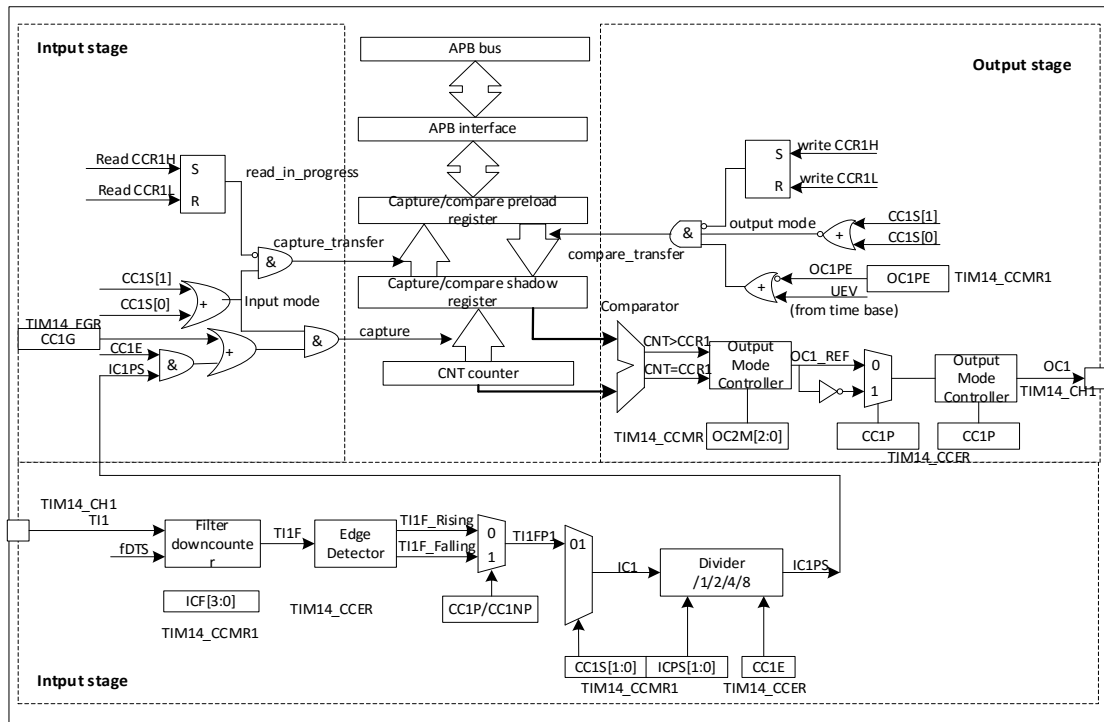 Intput stage
APB bus
Output stage
APB interface
Read CCR1H
S
Read CCR1L
R
read_in_progress
S
write CCR1H
R
write CCR1L
Capture/compare preload
register
&
capture_transfer
&
output mode
+
CC1S[1]
CC1S[0]
compare_transfer
CC1S[1]
CC1S[0]
+
Input mode
Capture/compare shadow
register
+
OC1PE
OC1PE
TIM14_CCMR1
UEV
(from time base)
TIM14_EGR
CC1G
CC1E
IC1PS
&
+
&
capture
CNT counter
Comparator
CNT>CCR1
CNT=CCR1
Output
Mode
Controller
OC1_REF
0
1
Output
Mode
Controller
OC1
TIM14_CH1
TIM14_CCMR
OC2M[2:0]
CC1P
CC1P
TIM14_CCER
TIM14_CH1
TI1
fDTS
Filter
downcounte
r
TI1F
Edge
Detector
TI1F_Rising
TI1F_Falling
0
1
TI1FP1
01
IC1
Divider
/1/2/4/8
IC1PS
ICF[3:0]
TIM14_CCMR1
TIM14_CCER
CC1P/CC1NP
CC1S[1:0]
ICPS[1:0]
CC1E
TIM14_CCMR1
TIM14_CCER
Intput stage